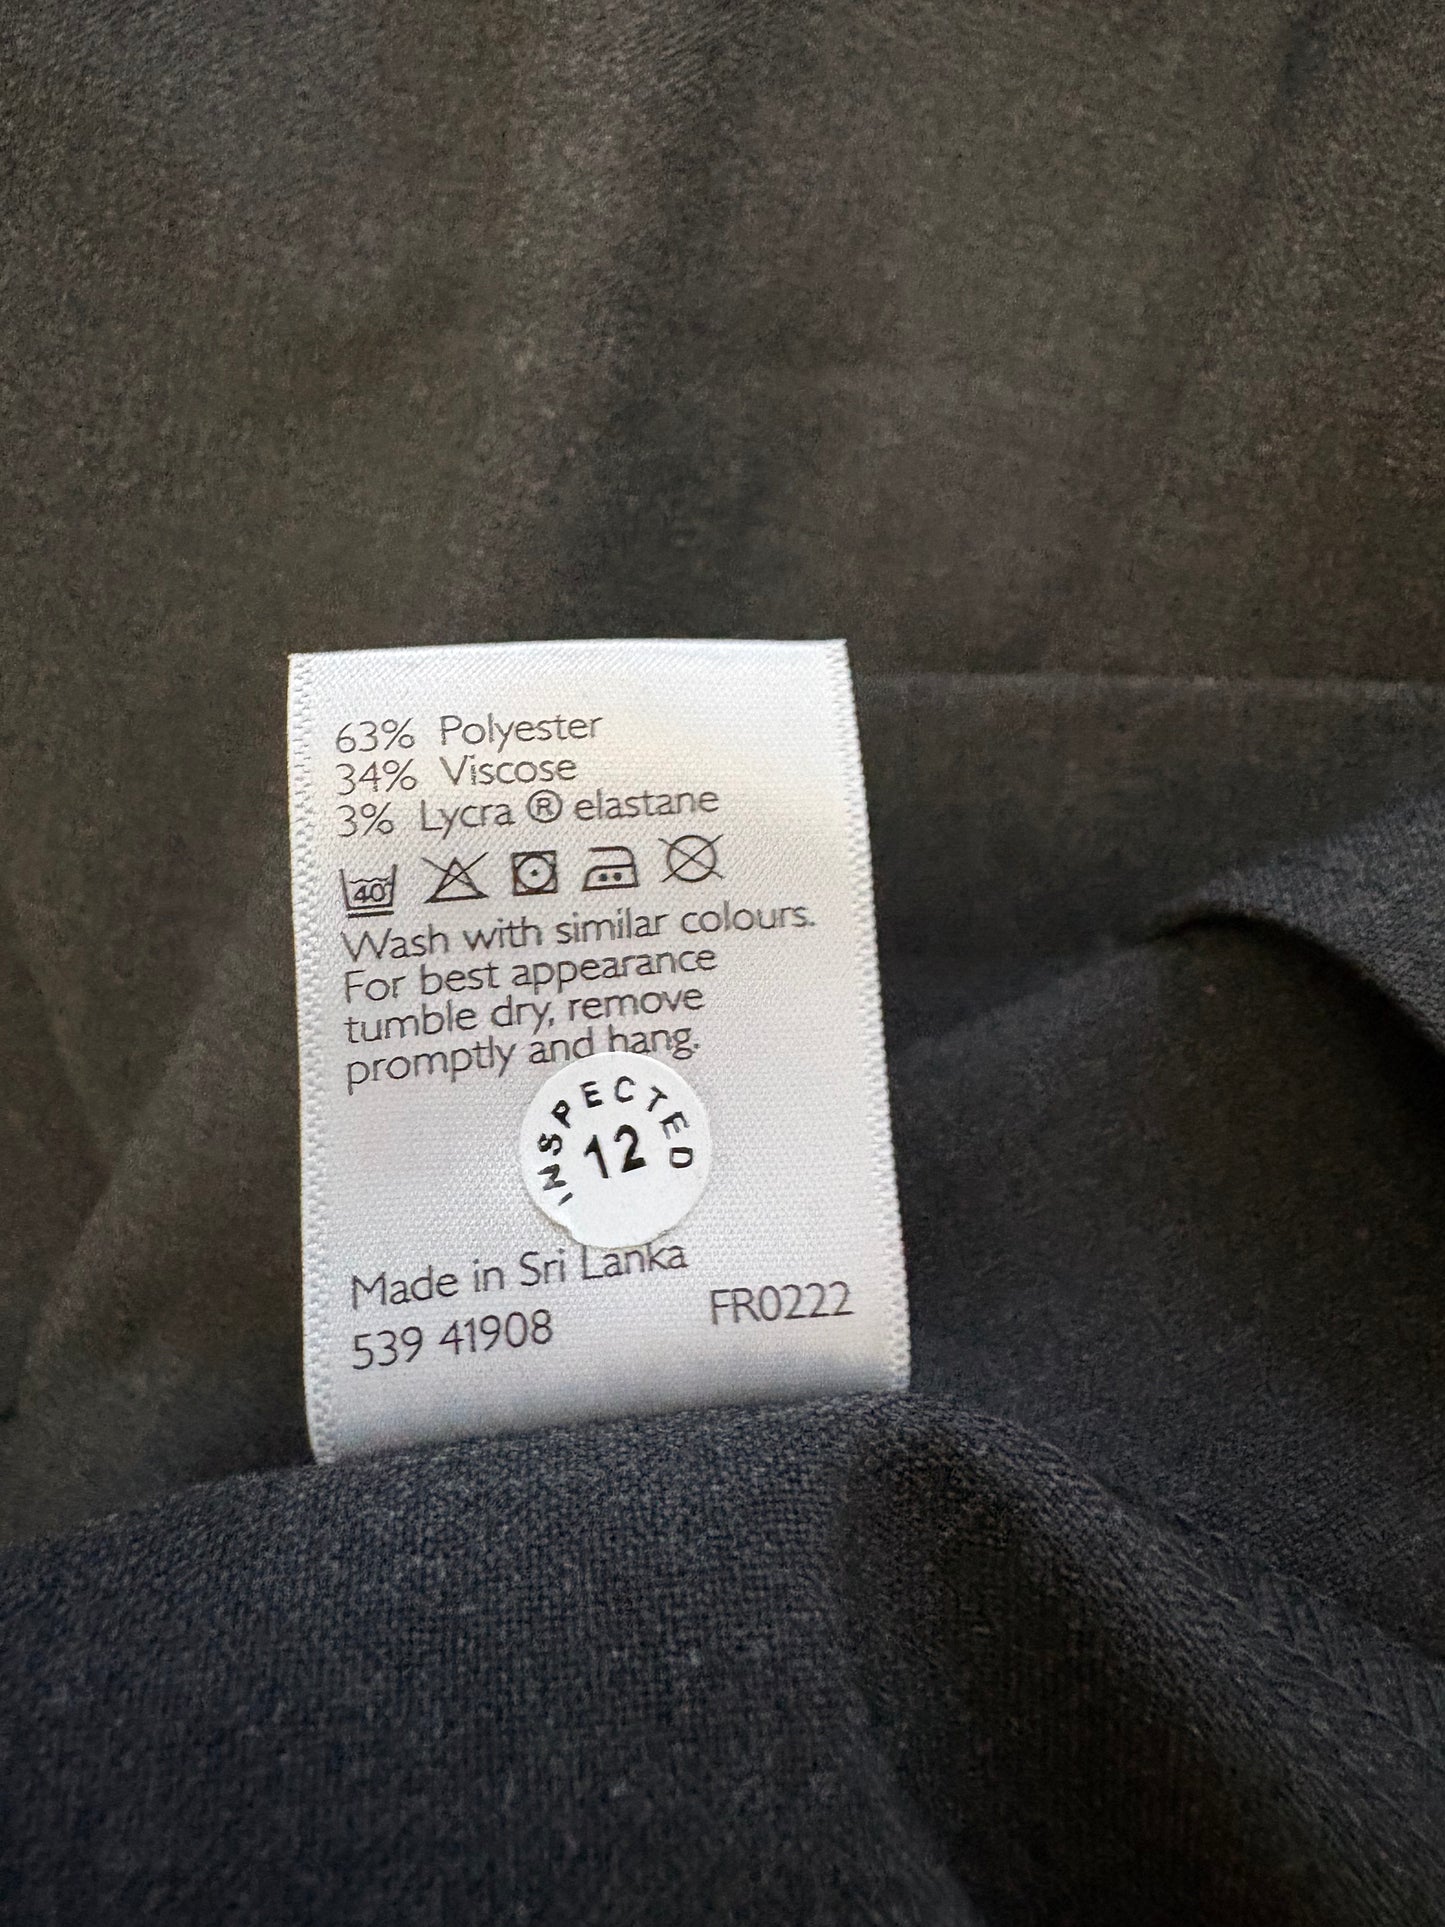 63% Polyester
34% Viscose
3% Lycra ® elastane
40°
Wash with similar colours.
For best appearance
tumble dry, remove
promptly and hang.
INSPECTED
12
Made in Sri Lanka
539 41908 FR0222